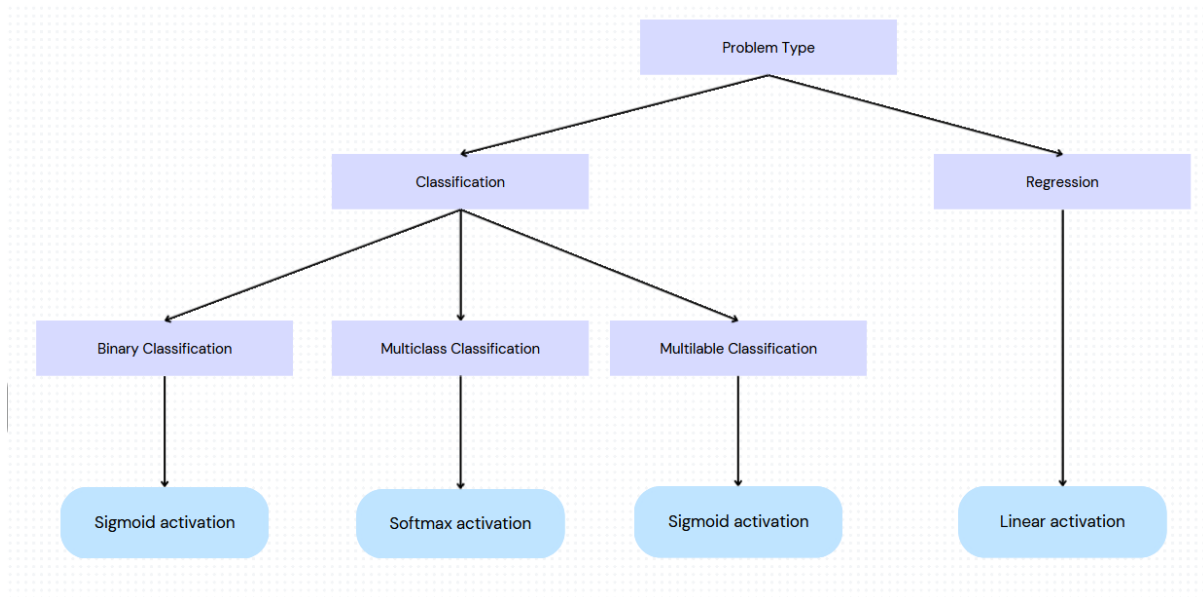 Problem Type
Classification
Regression
Binary Classification
Multiclass Classification
Multilable Classification
Sigmoid activation
Softmax activation
Sigmoid activation
Linear activation